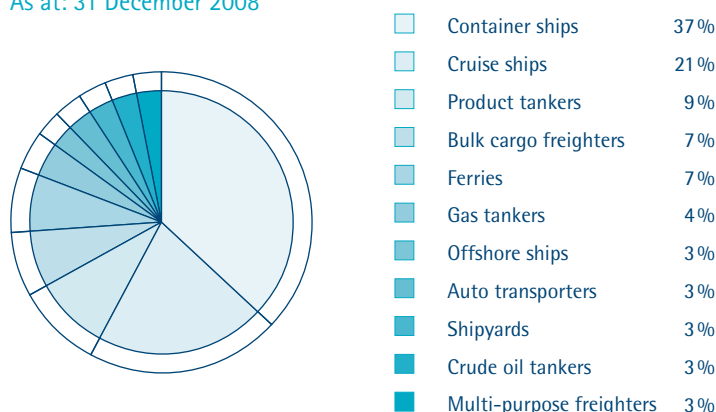 As at: 31 December 2008
Container ships 37%
Cruise ships 21%
Product tankers 9%
Bulk cargo freighters 7%
Ferries 7%
Gas tankers 4%
Offshore ships 3%
Auto transporters 3%
Shipyards 3%
Crude oil tankers 3%
Multi-purpose freighters 3%